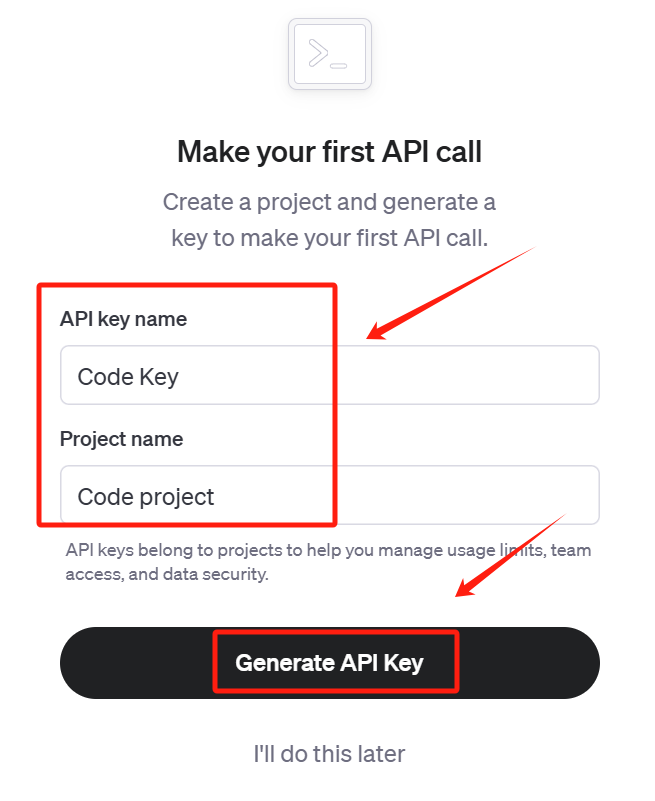 >_
Make your first API call
Create a project and generate a
key to make your first API call.
API key name
Code Key
Project name
Code project
API keys belong to projects to help you manage usage limits, team
access, and data security.
Generate API Key
I'll do this later